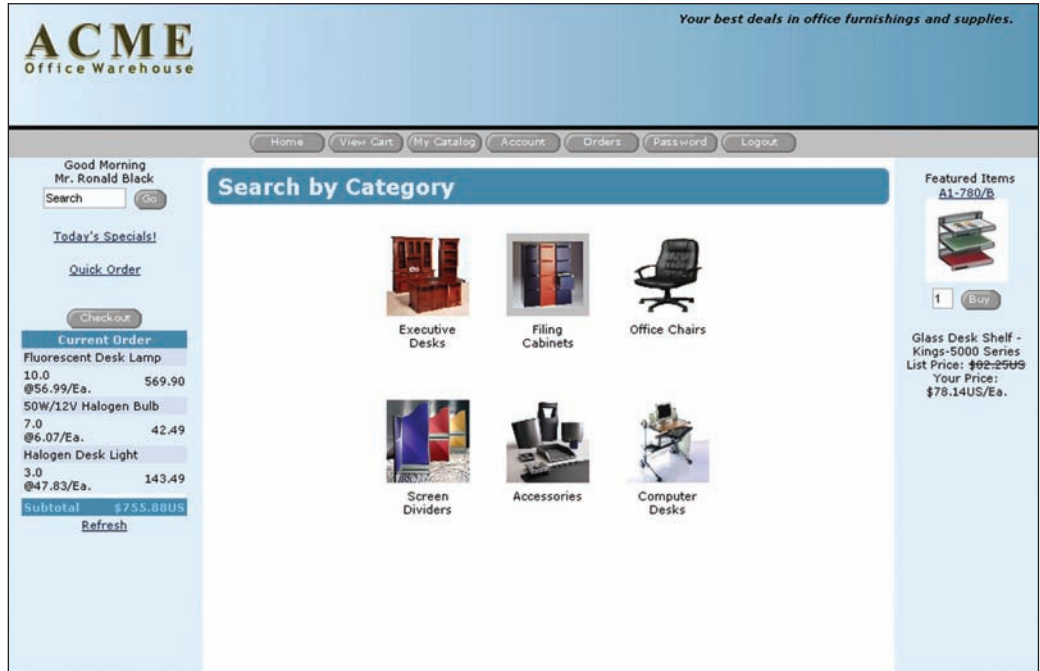 Your best deals in office furnishings and supplies.
ACME
Office Warehouse
Home
View Cart
My Catalog
Account
Orders
Password
Logout
Good Morning
Mr. Ronald Black
Search
Go
Today's Specials!
Quick Order
Checkout
Current Order
Fluorescent Desk Lamp
10.0
@56.99/Ea.
569.90
50W/12V Halogen Bulb
7.0
@6.07/Ea.
42.49
Halogen Desk Light
3.0
@47.83/Ea.
143.49
Subtotal $755.88US
Refresh
Search by Category
Executive
Desks
Filing
Cabinets
Office Chairs
Screen
Dividers
Accessories
Computer
Desks
Featured Items
A1-780/B
1
Buy
Glass Desk Shelf -
Kings-5000 Series
List Price: $82.25US
Your Price:
$78.14US/Ea.